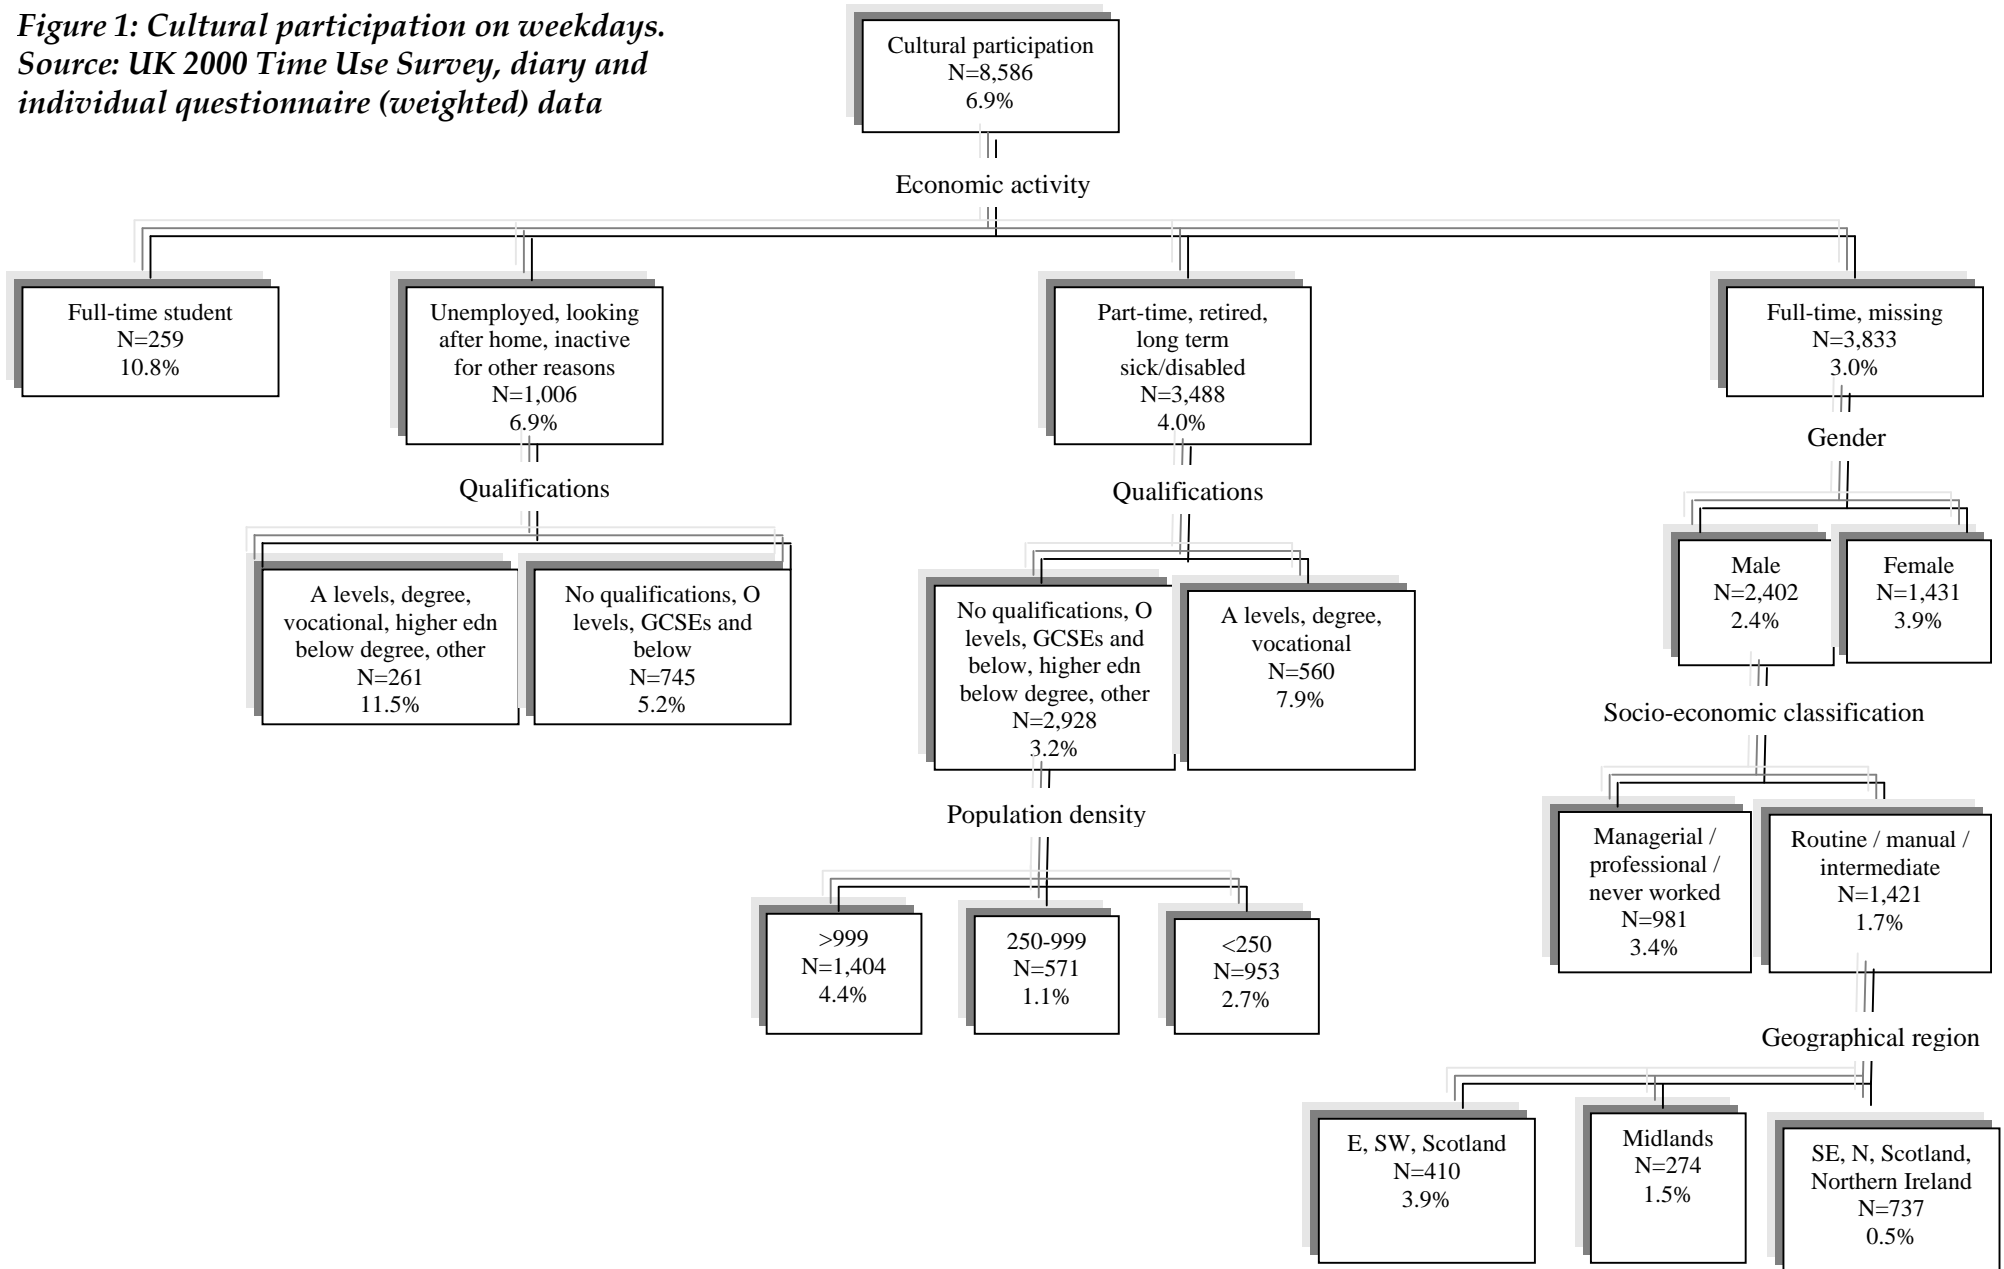 Figure 1: Cultural participation on weekdays.
Source: UK 2000 Time Use Survey, diary and
individual questionnaire (weighted) data
Cultural participation
N=8,586
6.9%
Economic activity
Full-time student
N=259
10.8%
Unemployed, looking
after home, inactive
for other reasons
N=1,006
6.9%
Part-time, retired,
long term
sick/disabled
N=3,488
4.0%
Full-time, missing
N=3,833
3.0%
Qualifications
A levels, degree,
vocational, higher edn
below degree, other
N=261
11.5%
No qualifications, O
levels, GCSEs and
below
N=745
5.2%
Qualifications
No qualifications, O
levels, GCSEs and
below, higher edn
below degree, other
N=2,928
3.2%
A levels, degree,
vocational
N=560
7.9%
Population density
>999
N=1,404
4.4%
250-999
N=571
1.1%
<250
N=953
2.7%
Gender
Male
N=2,402
2.4%
Female
N=1,431
3.9%
Socio-economic classification
Managerial /
professional /
never worked
N=981
3.4%
Routine / manual /
intermediate
N=1,421
1.7%
Geographical region
E, SW, Scotland
N=410
3.9%
Midlands
N=274
1.5%
SE, N, Scotland,
Northern Ireland
N=737
0.5%